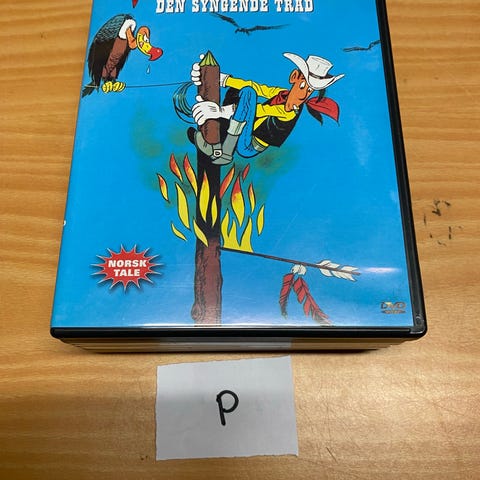 DEN SYNGENDE TRÅD
NORSK
TALE
DVD
P